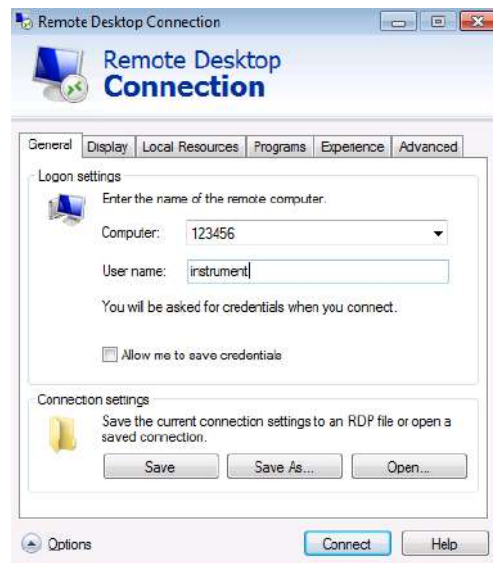 Remote Desktop Connection
Remote Desktop
Connection
General Display Local Resources Programs Experience Advanced
Logon settings
Enter the name of the remote computer.
Computer: 123456
User name: instrument
You will be asked for credentials when you connect.
Allow me to save credentials
Connection settings
Save the current connection settings to an RDP file or open a
saved connection.
Save Save As... Open...
Options Connect Help